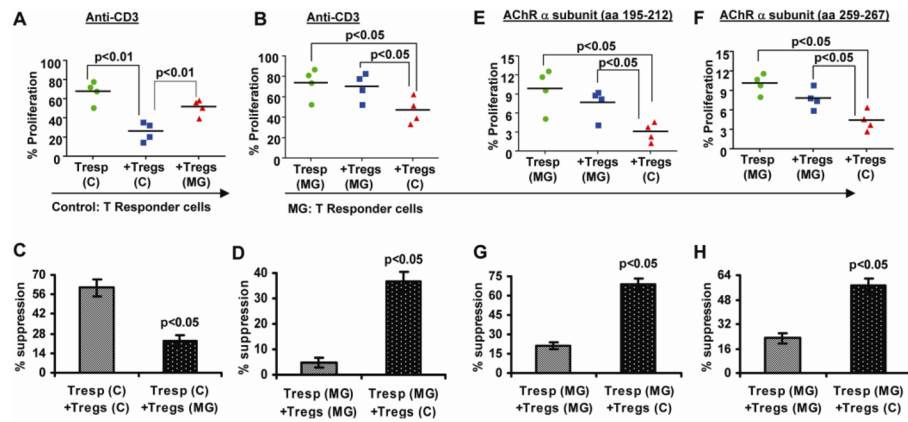 A Anti-CD3
% Proliferation
100
80
60
40
20
0
p<0.01
p<0.01
Tresp (C)
+Tregs (C)
+Tregs (MG)
Control: T Responder cells
B Anti-CD3
% Proliferation
100
80
60
40
20
0
p<0.05
p<0.05
Tresp (MG)
+Tregs (MG)
+Tregs (C)
MG: T Responder cells
E AChR α subunit (aa 195-212)
% Proliferation
15
12
9
6
3
0
p<0.05
p<0.05
Tresp (MG)
+Tregs (MG)
+Tregs (C)
F AChR α subunit (aa 259-267)
% Proliferation
15
12
9
6
3
0
p<0.05
p<0.05
Tresp (MG)
+Tregs (MG)
+Tregs (C)
C
% suppression
70
56
42
28
14
0
p<0.05
Tresp (C) +Tregs (C)
Tresp (C) +Tregs (MG)
D
% suppression
40
30
20
10
0
p<0.05
Tresp (MG) +Tregs (MG)
Tresp (MG) +Tregs (C)
G
% suppression
75
60
45
30
15
0
p<0.05
Tresp (MG) +Tregs (MG)
Tresp (MG) +Tregs (C)
H
% suppression
64
48
32
16
0
p<0.05
Tresp (MG) +Tregs (MG)
Tresp (MG) +Tregs (C)